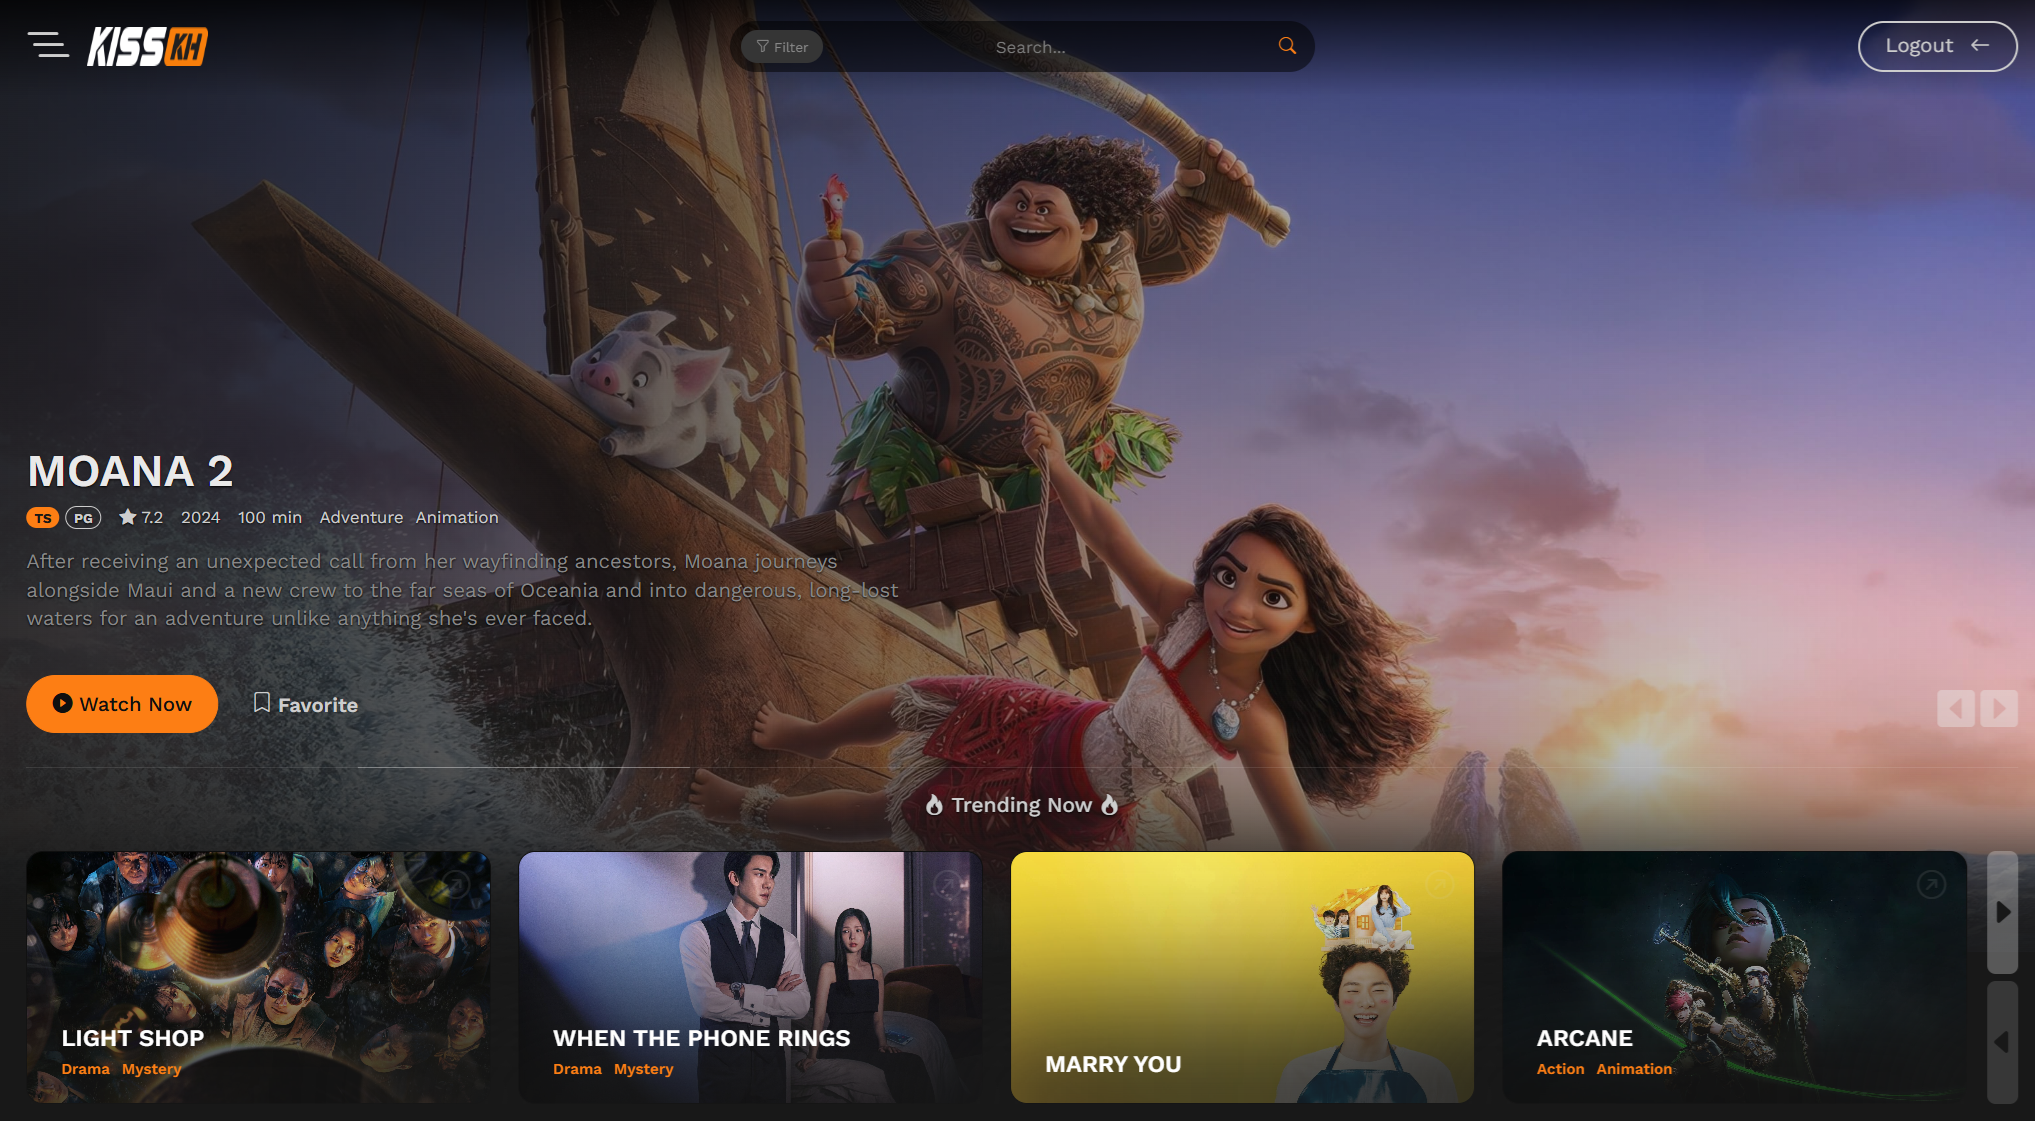 KISSKH
Filter
Search...
Logout
MOANA 2
TS PG 7.2 2024 100 min Adventure Animation
After receiving an unexpected call from her wayfinding ancestors, Moana journeys
alongside Maui and a new crew to the far seas of Oceania and into dangerous, long-lost
waters for an adventure unlike anything she's ever faced.
Watch Now
Favorite
Trending Now
LIGHT SHOP
Drama Mystery
WHEN THE PHONE RINGS
Drama Mystery
MARRY YOU
ARCANE
Action Animation